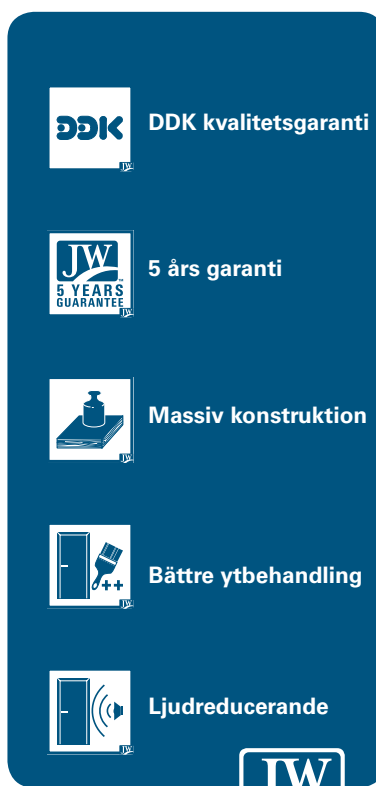 DDK
JW
DDK kvalitetsgaranti
JW
5 YEARS
GUARANTEE
JW
5 års garanti
JW
Massiv konstruktion
++
JW
Bättre ytbehandling
JW
Ljudreducerande
JW